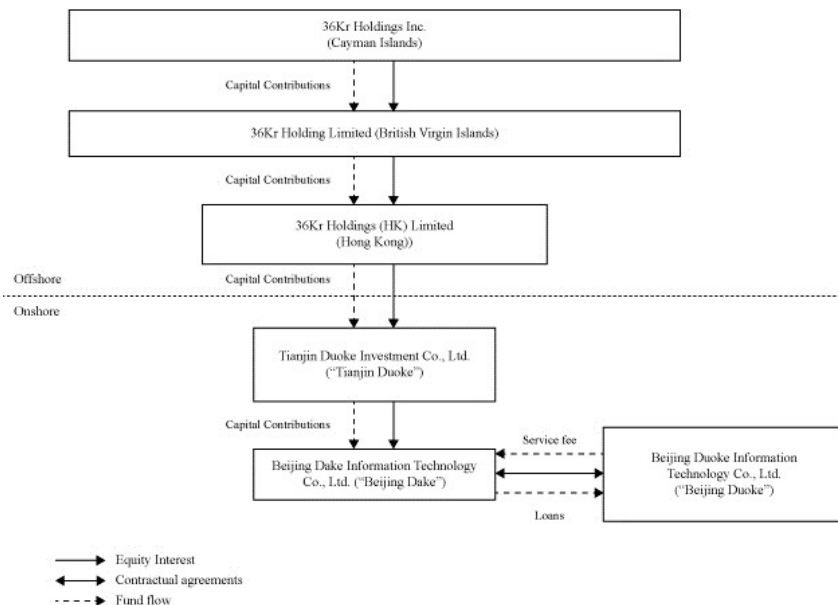 36Kr Holdings Inc.
(Cayman Islands)
Capital Contributions
36Kr Holding Limited (British Virgin Islands)
Capital Contributions
36Kr Holdings (HK) Limited
(Hong Kong))
Offshore
Capital Contributions
Onshore
Tianjin Duoke Investment Co., Ltd.
(“Tianjin Duoke”)
Capital Contributions
Service fee
Beijing Dake Information Technology
Co., Ltd. (“Beijing Dake”)
Beijing Duoke Information
Technology Co., Ltd.
(“Beijing Duoke”)
Loans
Equity Interest
Contractual agreements
Fund flow